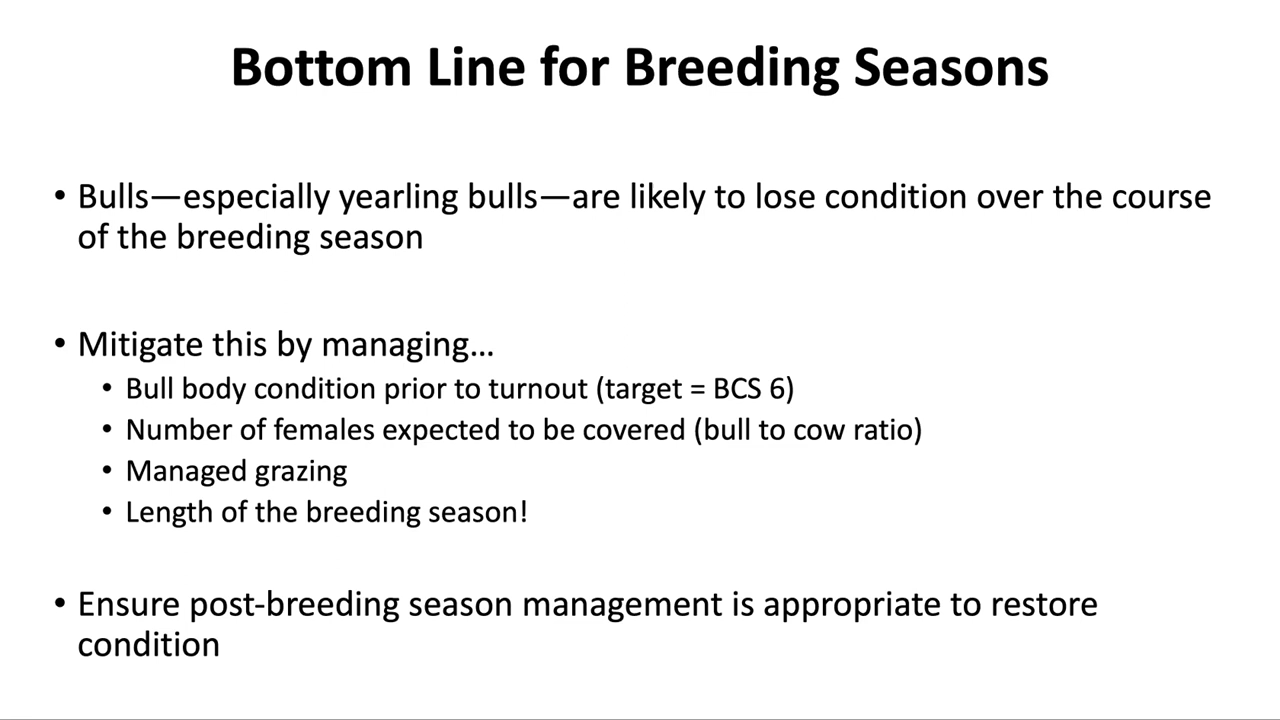 Bottom Line for Breeding Seasons
• Bulls—especially yearling bulls—are likely to lose condition over the course
of the breeding season
• Mitigate this by managing…
• Bull body condition prior to turnout (target = BCS 6)
• Number of females expected to be covered (bull to cow ratio)
• Managed grazing
• Length of the breeding season!
• Ensure post-breeding season management is appropriate to restore
condition